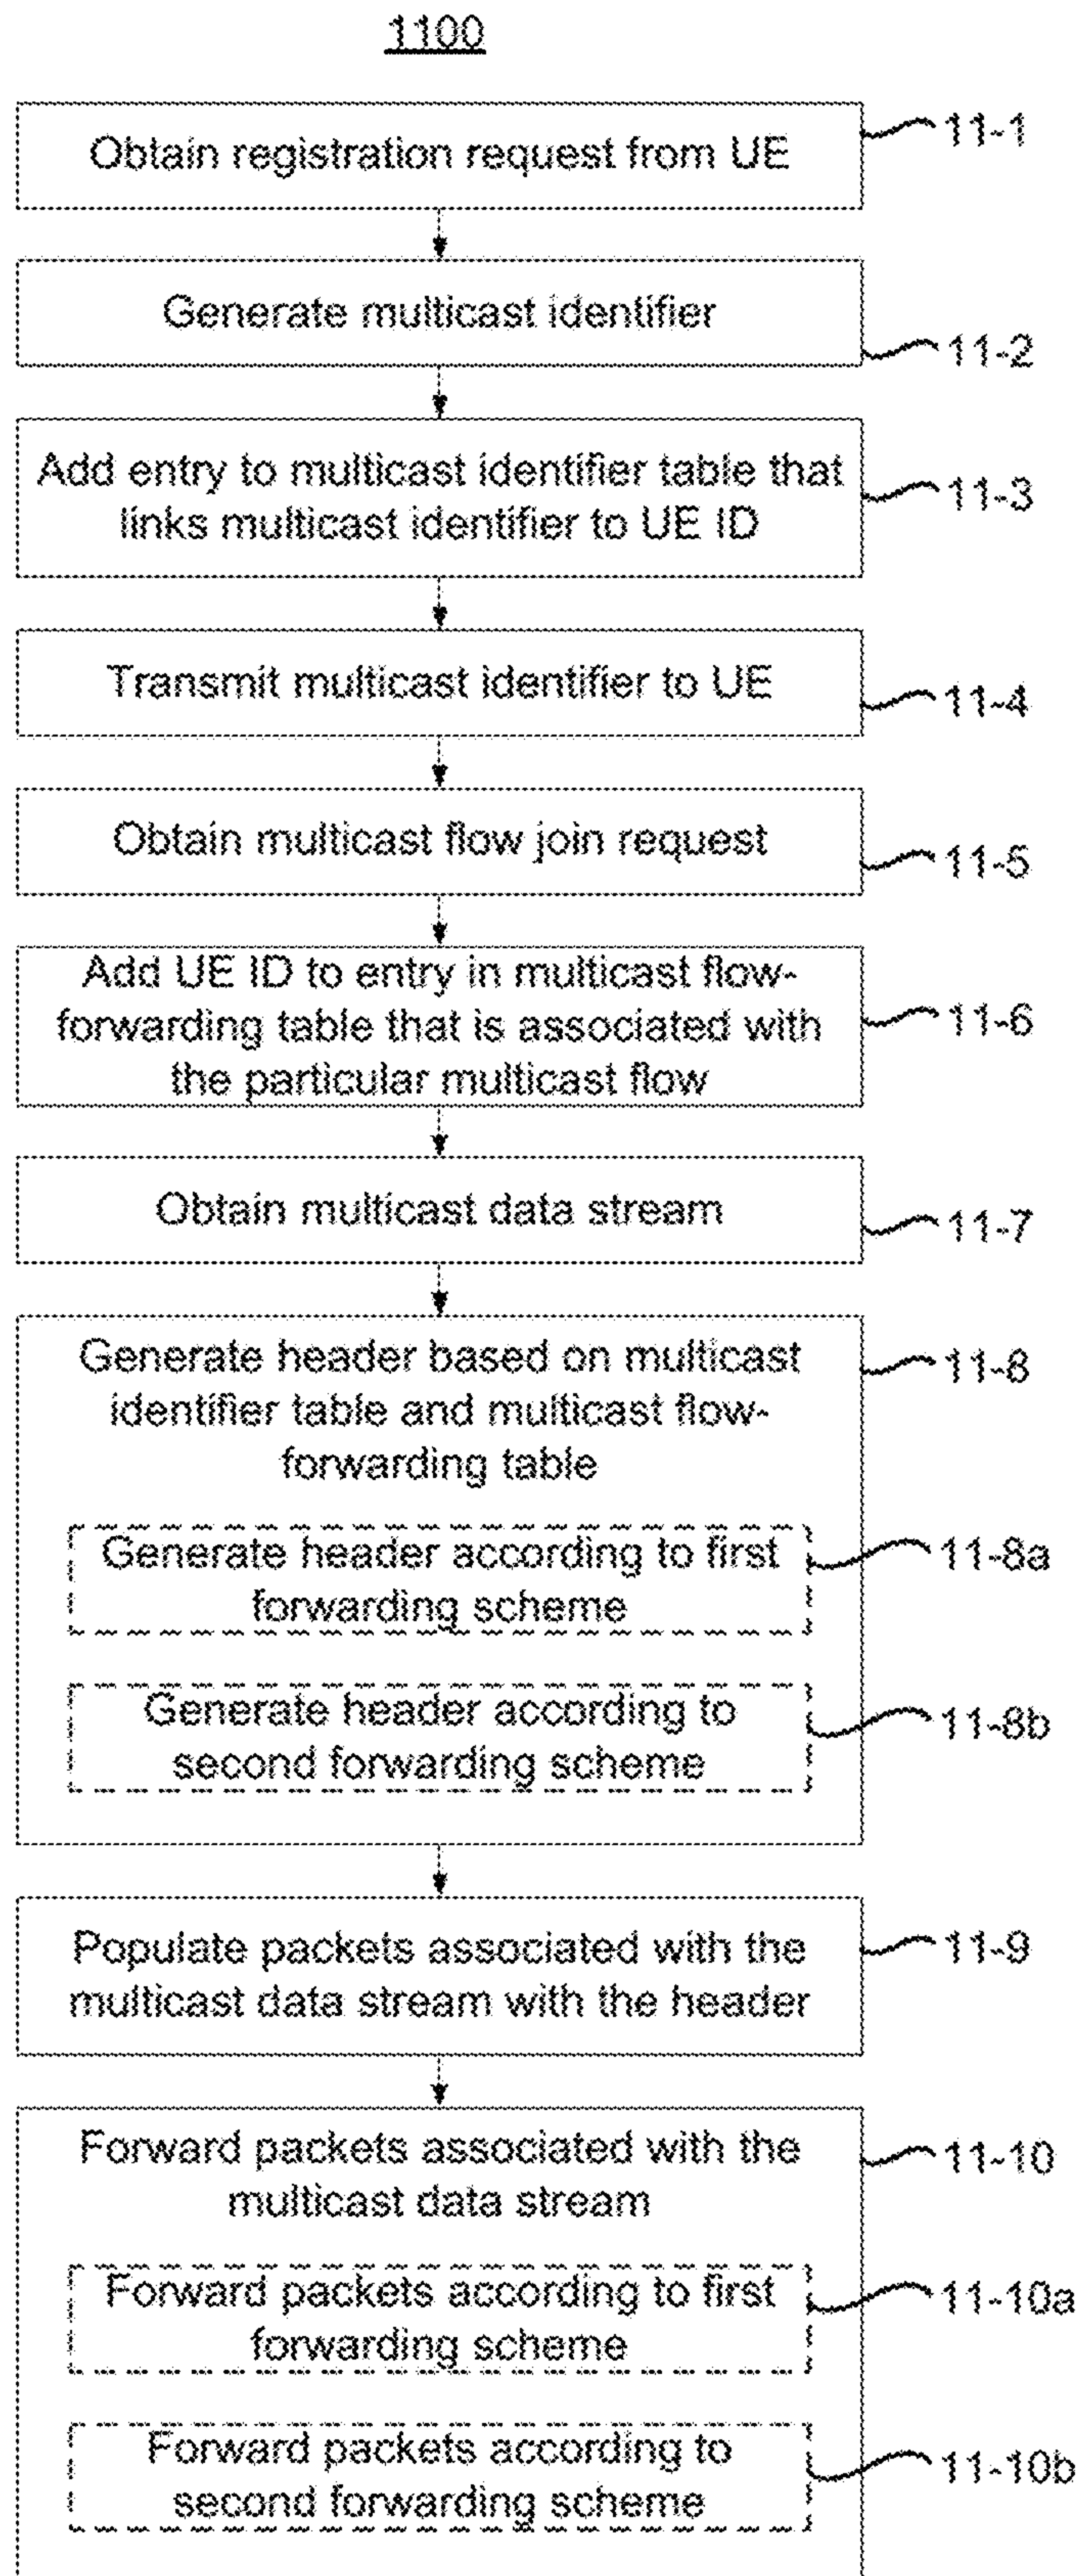 1100
Obtain registration request from UE
11-1
Generate multicast identifier
11-2
Add entry to multicast identifier table that
links multicast identifier to UE ID
11-3
Transmit multicast identifier to UE
11-4
Obtain multicast flow join request
11-5
Add UE ID to entry in multicast flow-
forwarding table that is associated with
the particular multicast flow
11-6
Obtain multicast data stream
11-7
Generate header based on multicast
identifier table and multicast flow-
forwarding table
11-8
Generate header according to first
forwarding scheme
11-8a
Generate header according to
second forwarding scheme
11-8b
Populate packets associated with the
multicast data stream with the header
11-9
Forward packets associated with the
multicast data stream
11-10
Forward packets according to first
forwarding scheme
11-10a
Forward packets according to
second forwarding scheme
11-10b